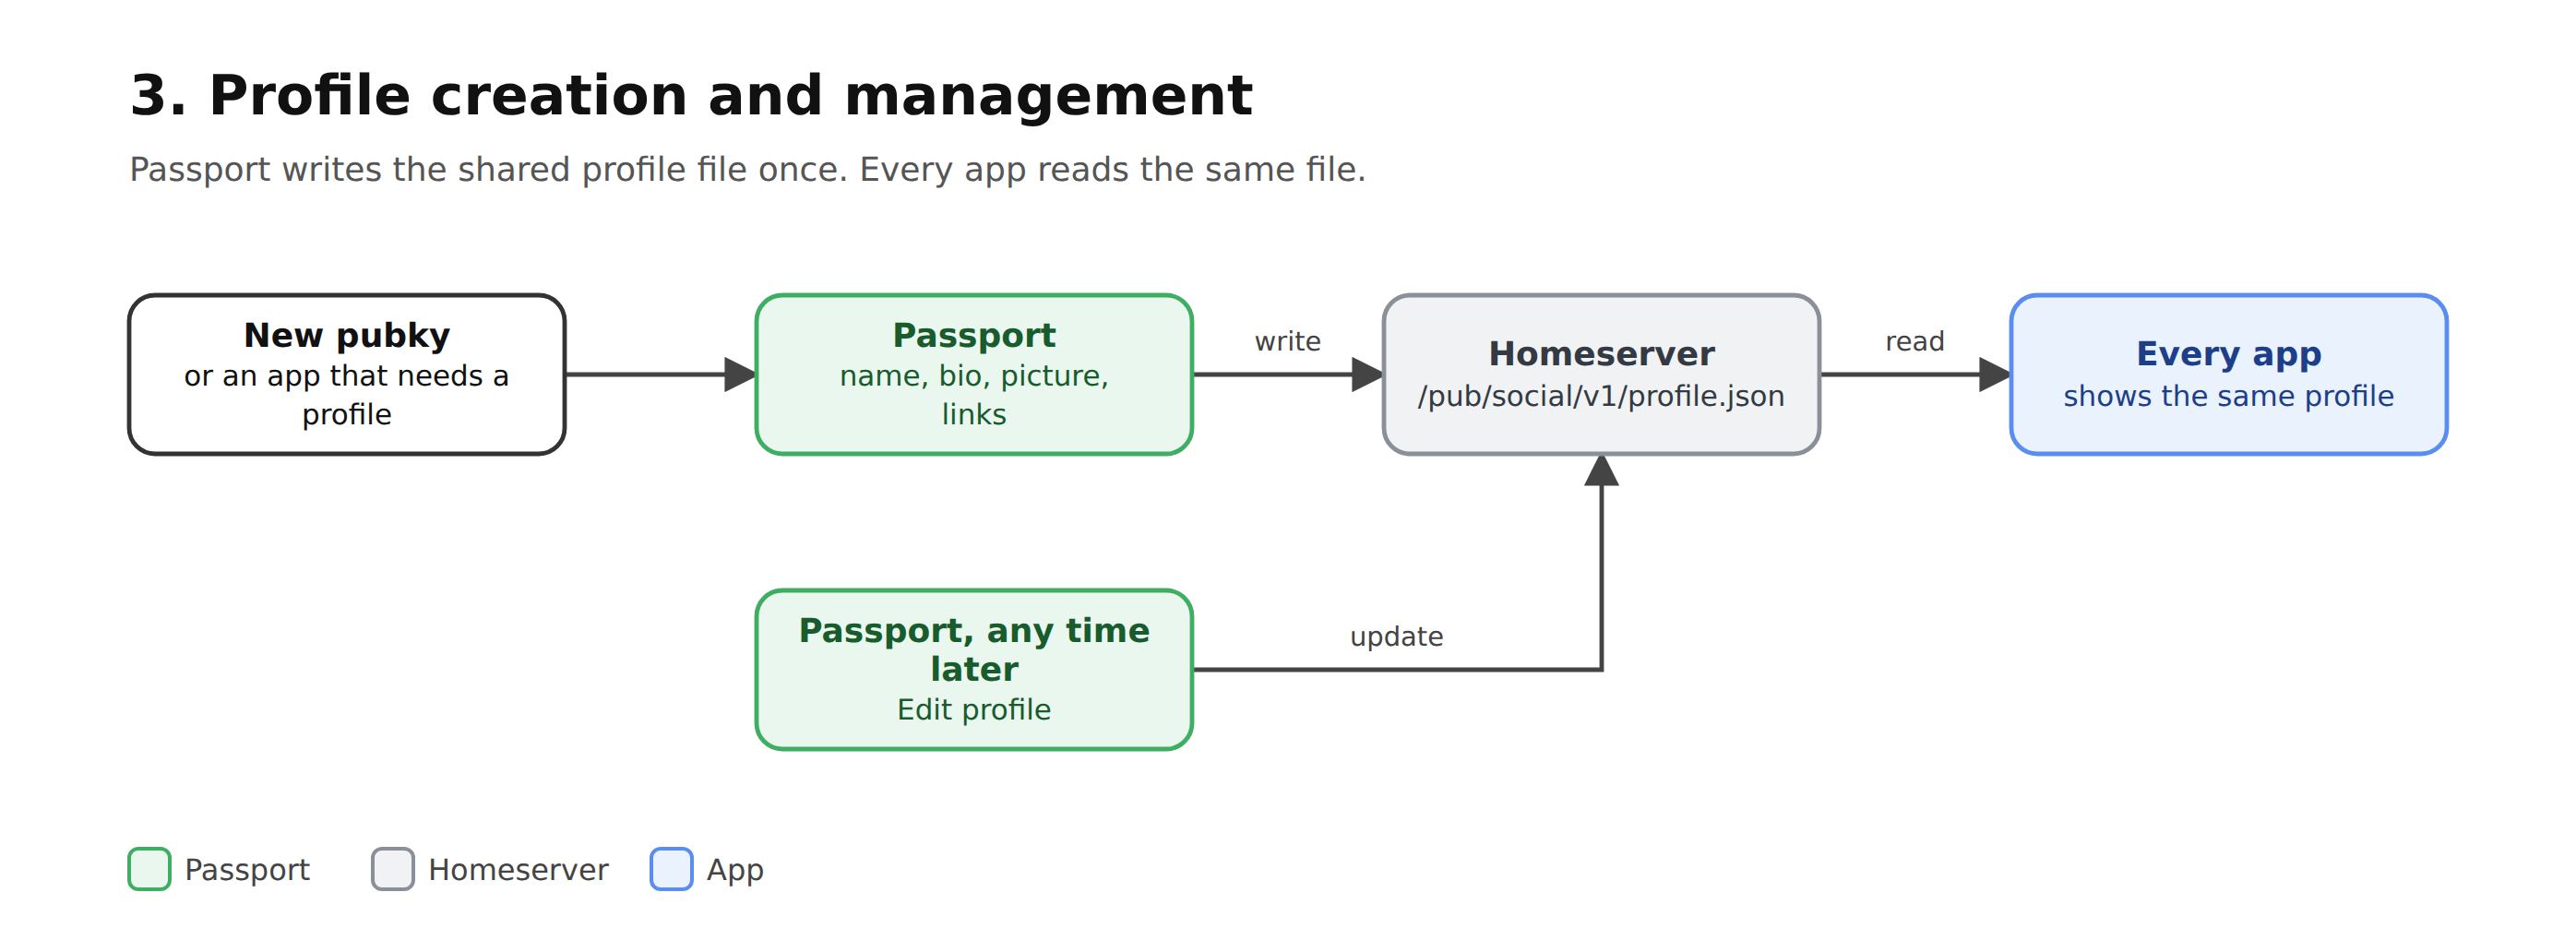 3. Profile creation and management
Passport writes the shared profile file once. Every app reads the same file.
New pubky
or an app that needs a
profile
Passport
name, bio, picture,
links
write
Homeserver
/pub/social/v1/profile.json
read
Every app
shows the same profile
Passport, any time
later
Edit profile
update
Passport
Homeserver
App